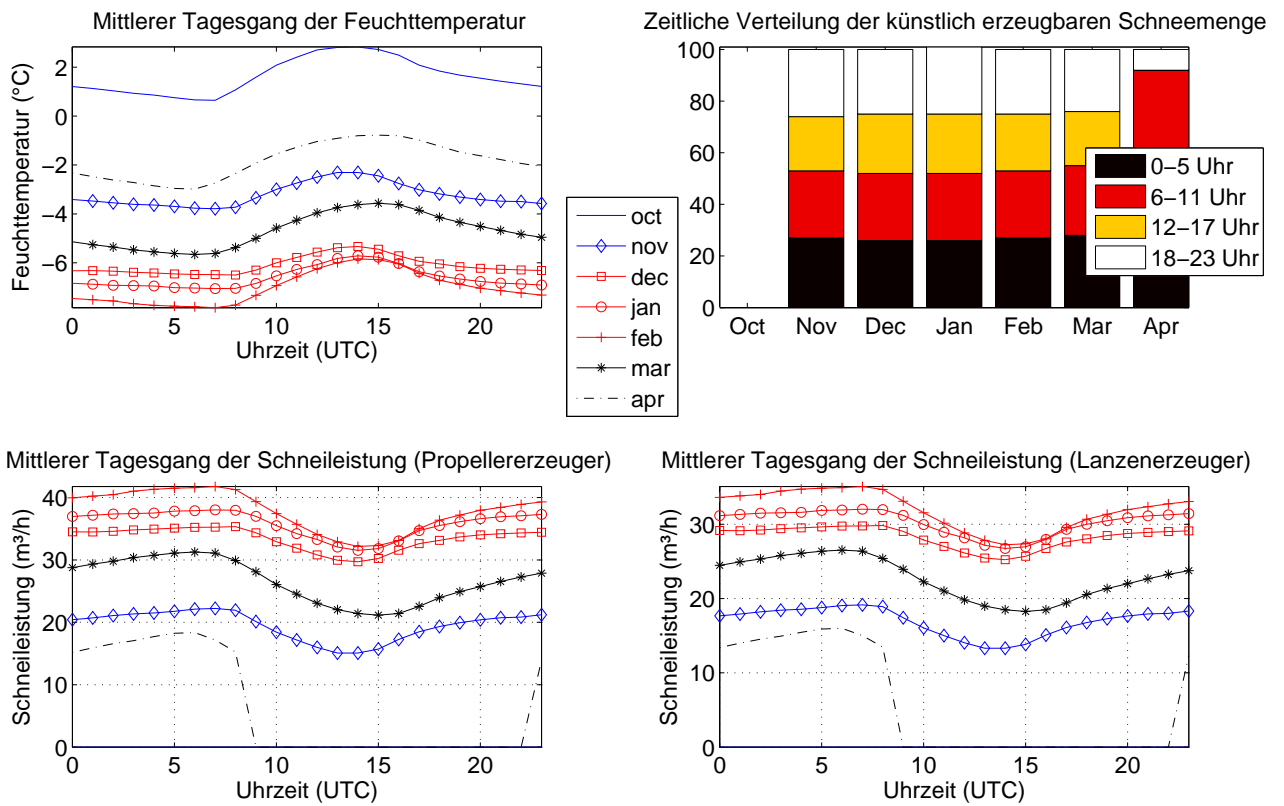 Mittlerer Tagesgang der Feuchttemperatur
Feuchttemperatur (°C)
2
0
−2
−4
−6
0 5 10 15 20
Uhrzeit (UTC)
Zeitliche Verteilung der künstlich erzeugbaren Schneemenge
100
80
60
40
20
0
Oct Nov Dec Jan Feb Mar Apr
0−5 Uhr
6−11 Uhr
12−17 Uhr
18−23 Uhr
oct
nov
dec
jan
feb
mar
apr
Mittlerer Tagesgang der Schneileistung (Propellererzeuger)
Schneileistung (m³/h)
40
30
20
10
0
0 5 10 15 20
Uhrzeit (UTC)
Mittlerer Tagesgang der Schneileistung (Lanzenerzeuger)
Schneileistung (m³/h)
30
20
10
0
0 5 10 15 20
Uhrzeit (UTC)